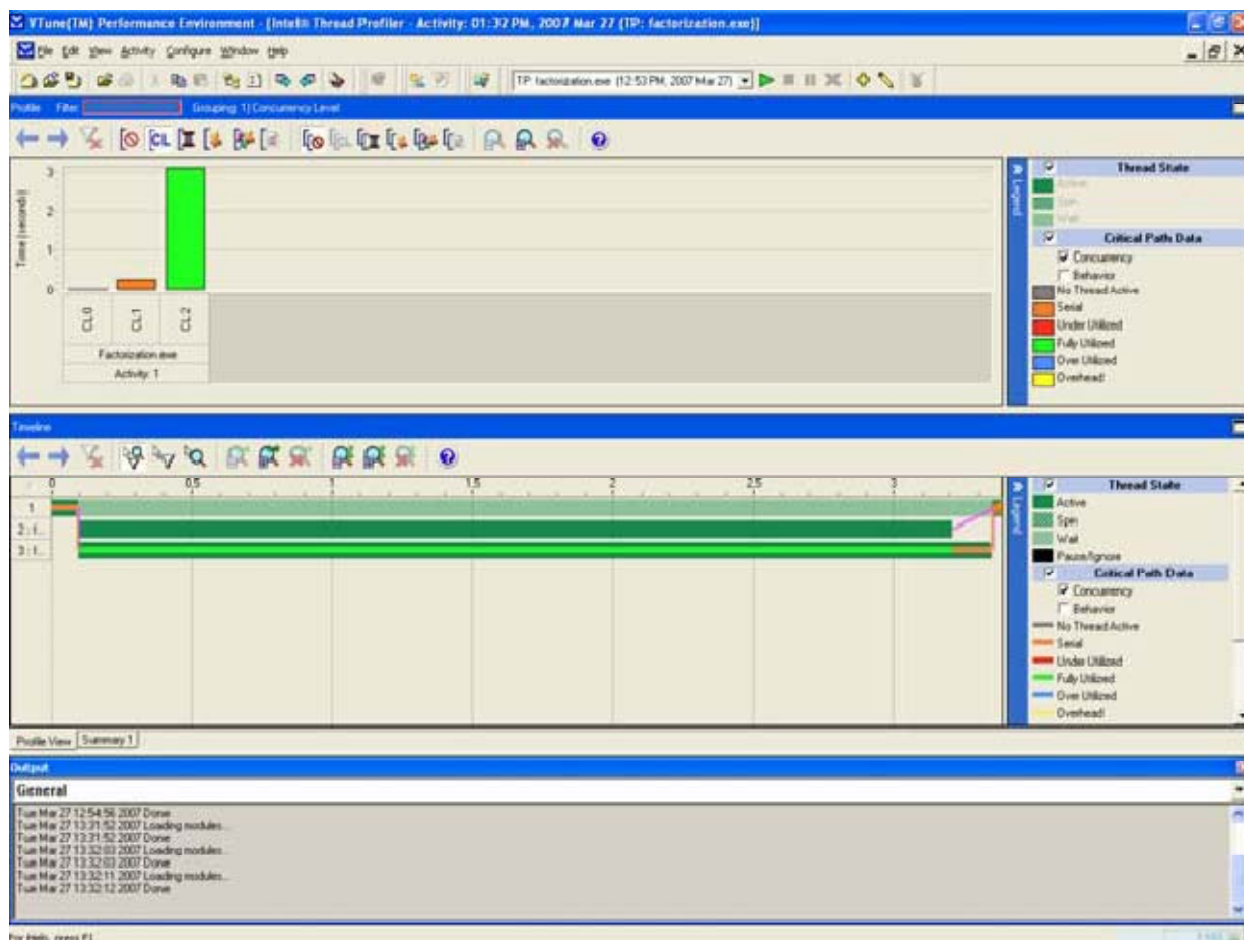 VTune(TM) Performance Environment - [Intel® Thread Profiler - Activity: 01:32 PM, 2007 Mar 27 (TP: factorization.exe)]
File Edit View Activity Configure Window Help
TP: factorization.exe (12:53 PM, 2007 Mar 27)
Profile Filter: Grouping: 1) Concurrency Level
CL
Time (seconds)
3
2
1
0
CL 0
CL 1
CL 2
Factorization.exe
Activity: 1
Legend
Thread State
Active
Spin
Wait
Critical Path Data
Concurrency
Behavior
No Thread Active
Serial
Under Utilized
Fully Utilized
Over Utilized
Overhead!
Timeline
0 0.5 1 1.5 2 2.5 3
1
2 : f...
3 : f...
Legend
Thread State
Active
Spin
Wait
Pause/Ignore
Critical Path Data
Concurrency
Behavior
No Thread Active
Serial
Under Utilized
Fully Utilized
Over Utilized
Overhead!
Profile View Summary 1
Output
General
Tue Mar 27 12:54:56 2007 Done
Tue Mar 27 13:31:52 2007 Loading modules...
Tue Mar 27 13:31:52 2007 Done
Tue Mar 27 13:32:03 2007 Loading modules...
Tue Mar 27 13:32:03 2007 Done
Tue Mar 27 13:32:11 2007 Loading modules...
Tue Mar 27 13:32:12 2007 Done
For Help, press F1